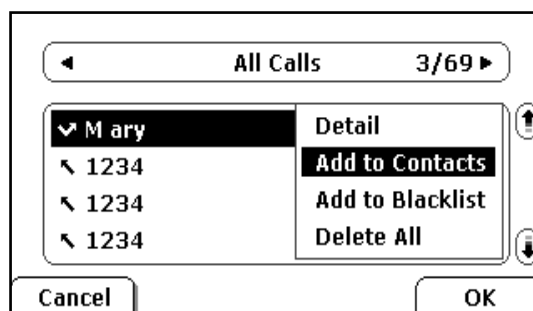 All Calls 3/69
M ary
1234
1234
1234
Detail
Add to Contacts
Add to Blacklist
Delete All
Cancel OK